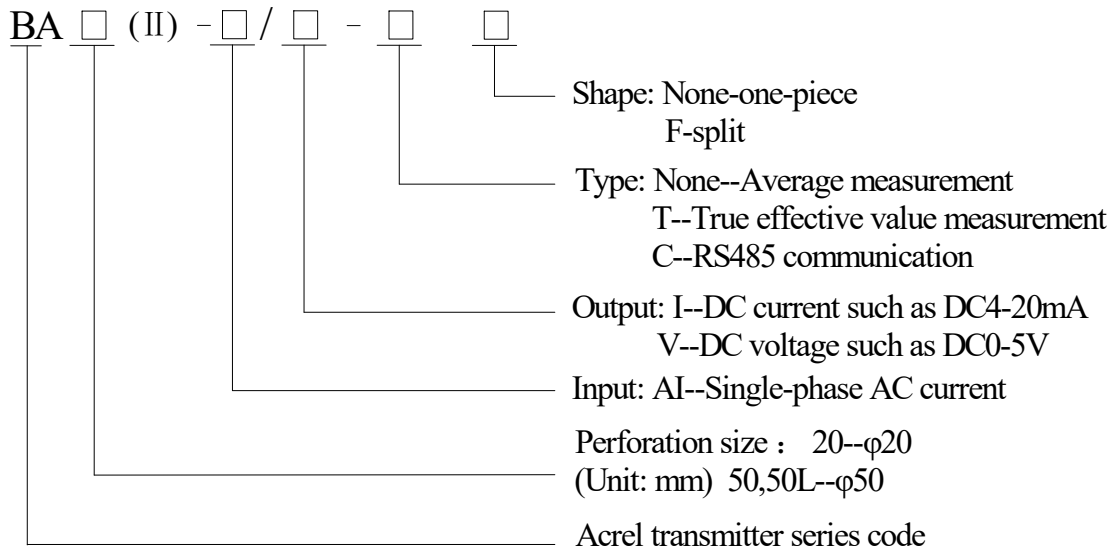 BA □ (II) - □ / □ - □ □
Shape: None-one-piece
F-split
Type: None--Average measurement
T--True effective value measurement
C--RS485 communication
Output: I--DC current such as DC4-20mA
V--DC voltage such as DC0-5V
Input: AI--Single-phase AC current
Perforation size： 20--φ20
(Unit: mm) 50,50L--φ50
Acrel transmitter series code